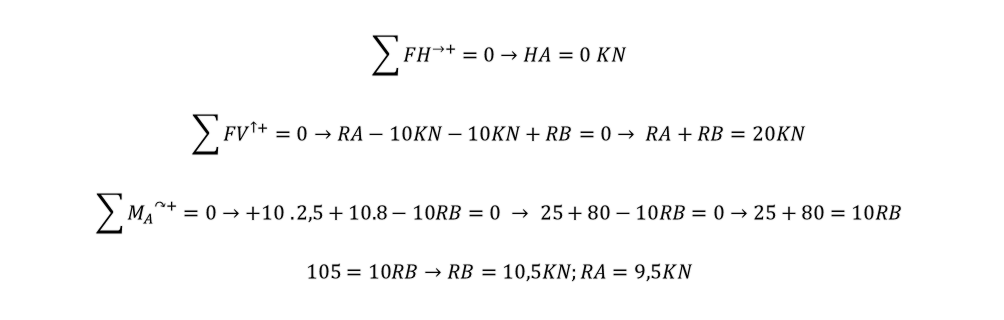 ∑ FH→+ = 0 → HA = 0 KN
∑ FV↑+ = 0 → RA − 10KN − 10KN + RB = 0 → RA + RB = 20KN
∑ M_A↷+ = 0 → +10 .2,5 + 10.8 − 10RB = 0 → 25 + 80 − 10RB = 0 → 25 + 80 = 10RB
105 = 10RB → RB = 10,5KN; RA = 9,5KN